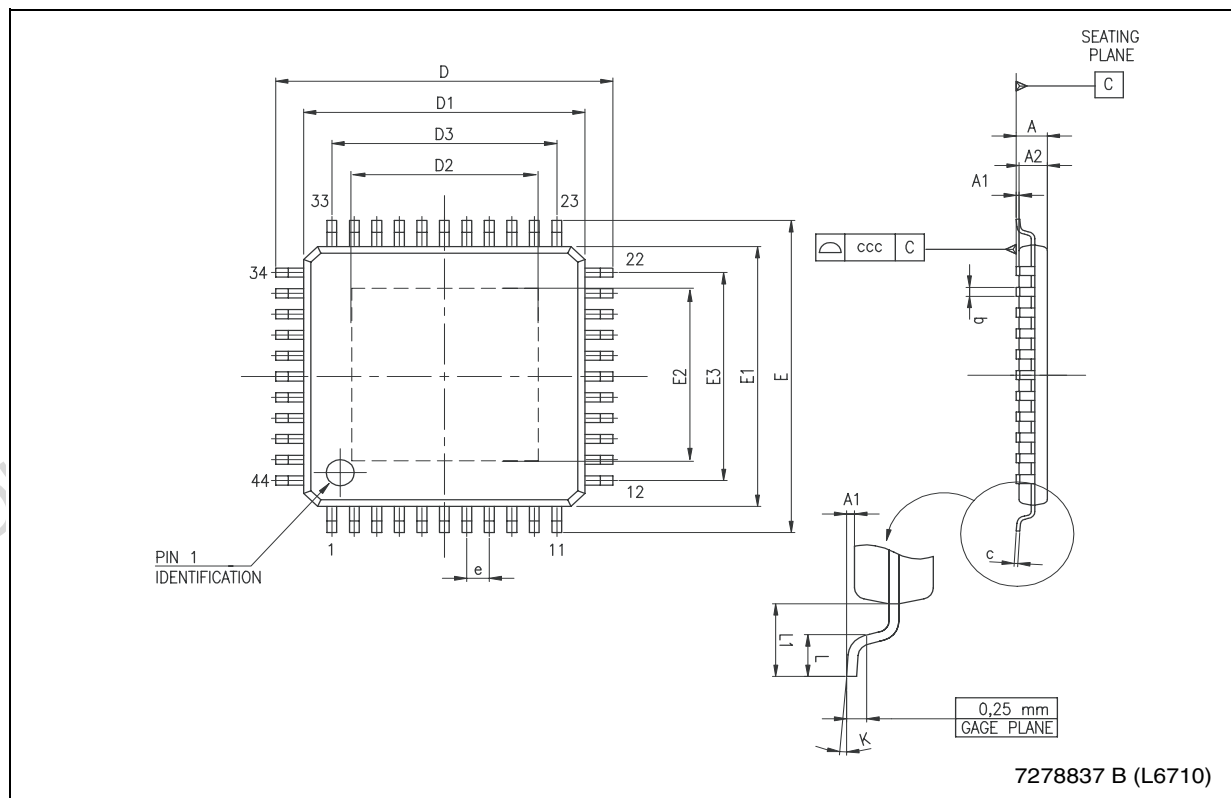 SEATING
PLANE
C
D
A
D1
A2
D3
D2
A1
33
23
ccc
C
34
22
b
E2
E3
E1
E
44
12
A1
PIN 1
IDENTIFICATION
1
11
e
c
L1
L
0,25 mm
GAGE PLANE
K
7278837 B (L6710)